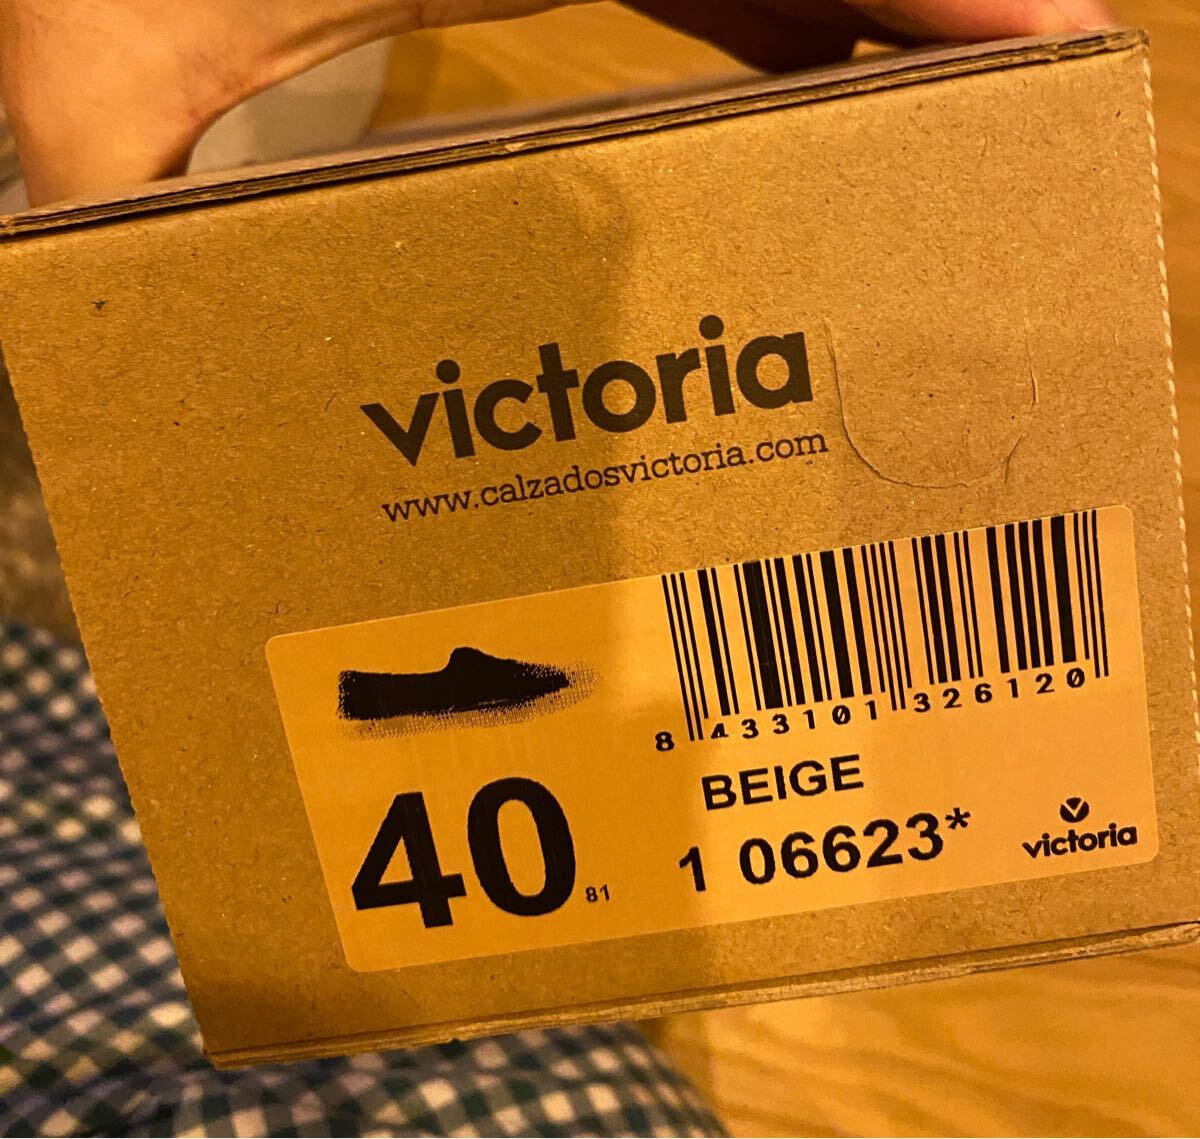 victoria
www.calzadosvictoria.com
8 433101 326120
BEIGE
40 81
1 06623*
victoria